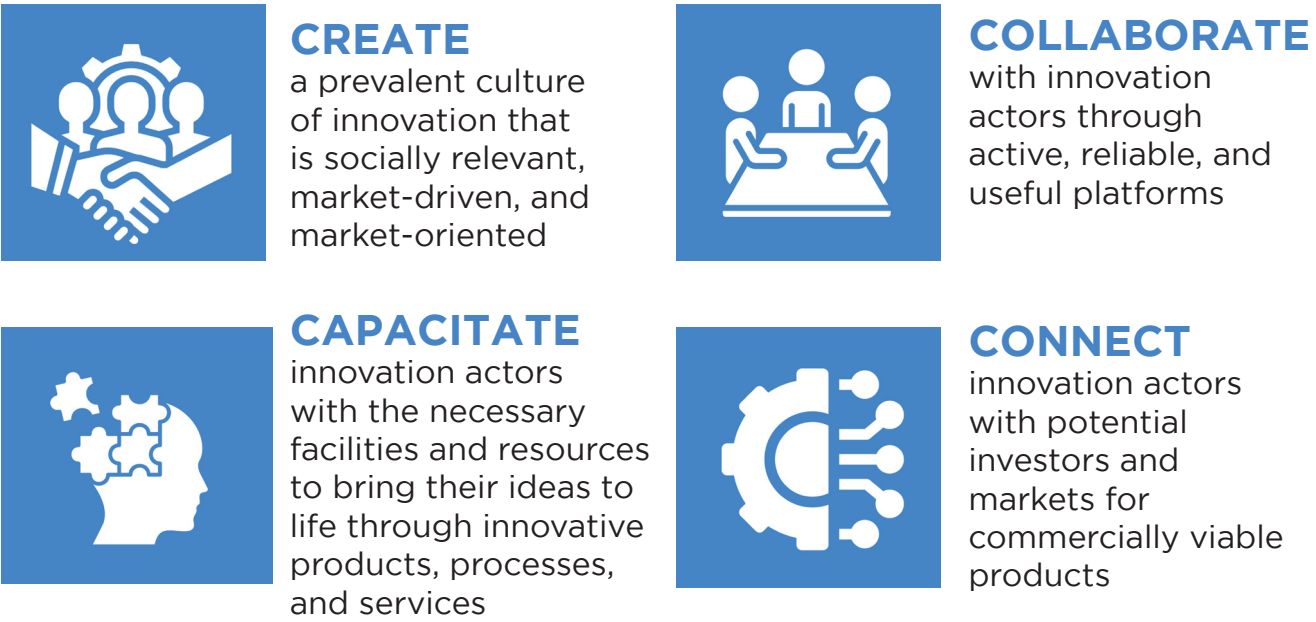 CREATE
a prevalent culture
of innovation that
is socially relevant,
market-driven, and
market-oriented
COLLABORATE
with innovation
actors through
active, reliable, and
useful platforms
CAPACITATE
innovation actors
with the necessary
facilities and resources
to bring their ideas to
life through innovative
products, processes,
and services
CONNECT
innovation actors
with potential
investors and
markets for
commercially viable
products